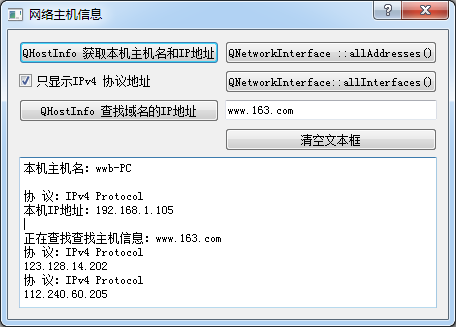 网络主机信息
QHostInfo 获取本机主机名和IP地址
QNetworkInterface ::allAddresses()
只显示IPv4 协议地址
QNetworkInterface ::allInterfaces()
QHostInfo 查找域名的IP地址
www.163.com
清空文本框
本机主机名：wwb-PC
协 议：IPv4 Protocol
本机IP地址：192.168.1.105
正在查找查找主机信息：www.163.com
协 议：IPv4 Protocol
123.128.14.202
协 议：IPv4 Protocol
112.240.60.205